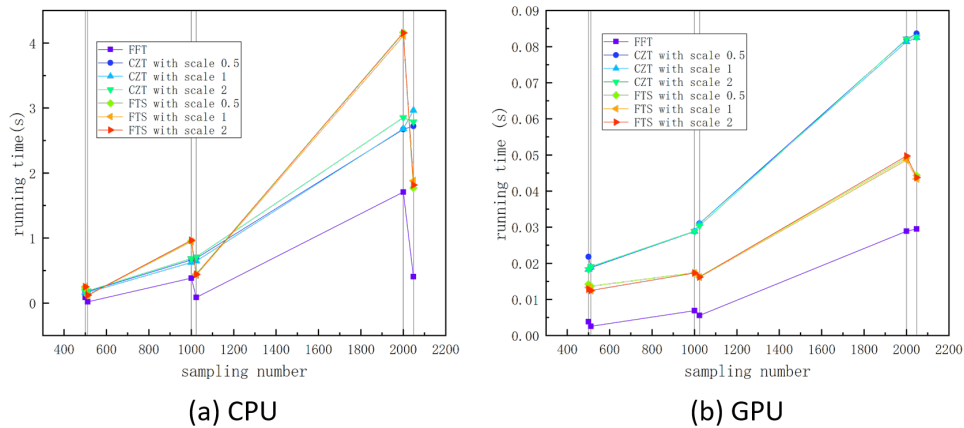 running time(s)
4
3
2
1
0
FFT
CZT with scale 0.5
CZT with scale 1
CZT with scale 2
FTS with scale 0.5
FTS with scale 1
FTS with scale 2
400 600 800 1000 1200 1400 1600 1800 2000 2200
sampling number
(a) CPU
running time (s)
0.09
0.08
0.07
0.06
0.05
0.04
0.03
0.02
0.01
0.00
FFT
CZT with scale 0.5
CZT with scale 1
CZT with scale 2
FTS with scale 0.5
FTS with scale 1
FTS with scale 2
400 600 800 1000 1200 1400 1600 1800 2000 2200
sampling number
(b) GPU